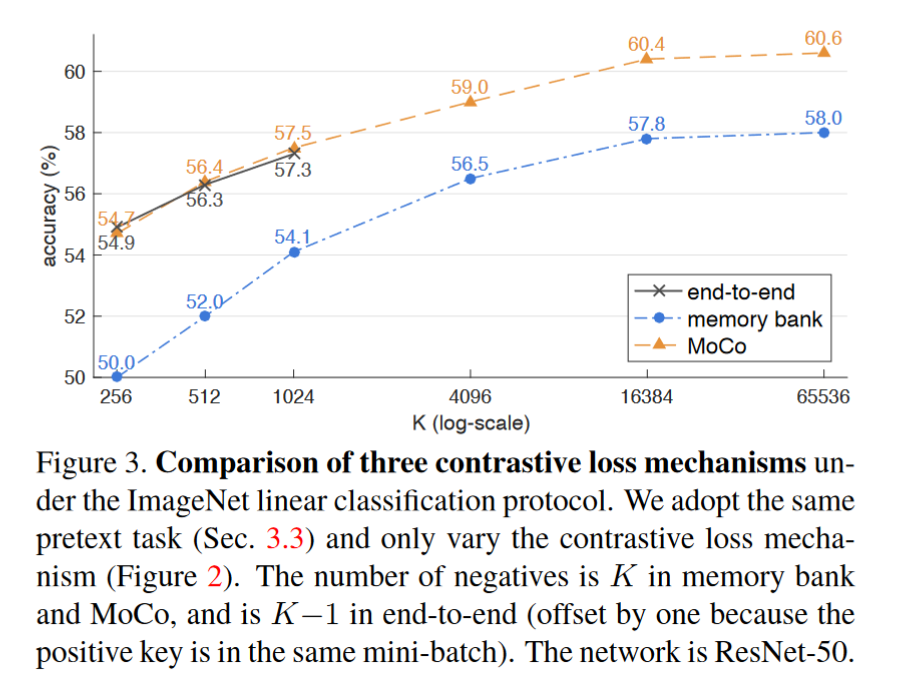 60.6
60.4
60
59.0
58
57.5
57.8
58.0
57.3
56.4
56.5
56
56.3
54.7
54.9
54.1
54
52
52.0
50.0
50
accuracy (%)
end-to-end
memory bank
MoCo
256 512 1024 4096 16384 65536
K (log-scale)
Figure 3. Comparison of three contrastive loss mechanisms un-
der the ImageNet linear classification protocol. We adopt the same
pretext task (Sec. 3.3) and only vary the contrastive loss mecha-
nism (Figure 2). The number of negatives is K in memory bank
and MoCo, and is K−1 in end-to-end (offset by one because the
positive key is in the same mini-batch). The network is ResNet-50.